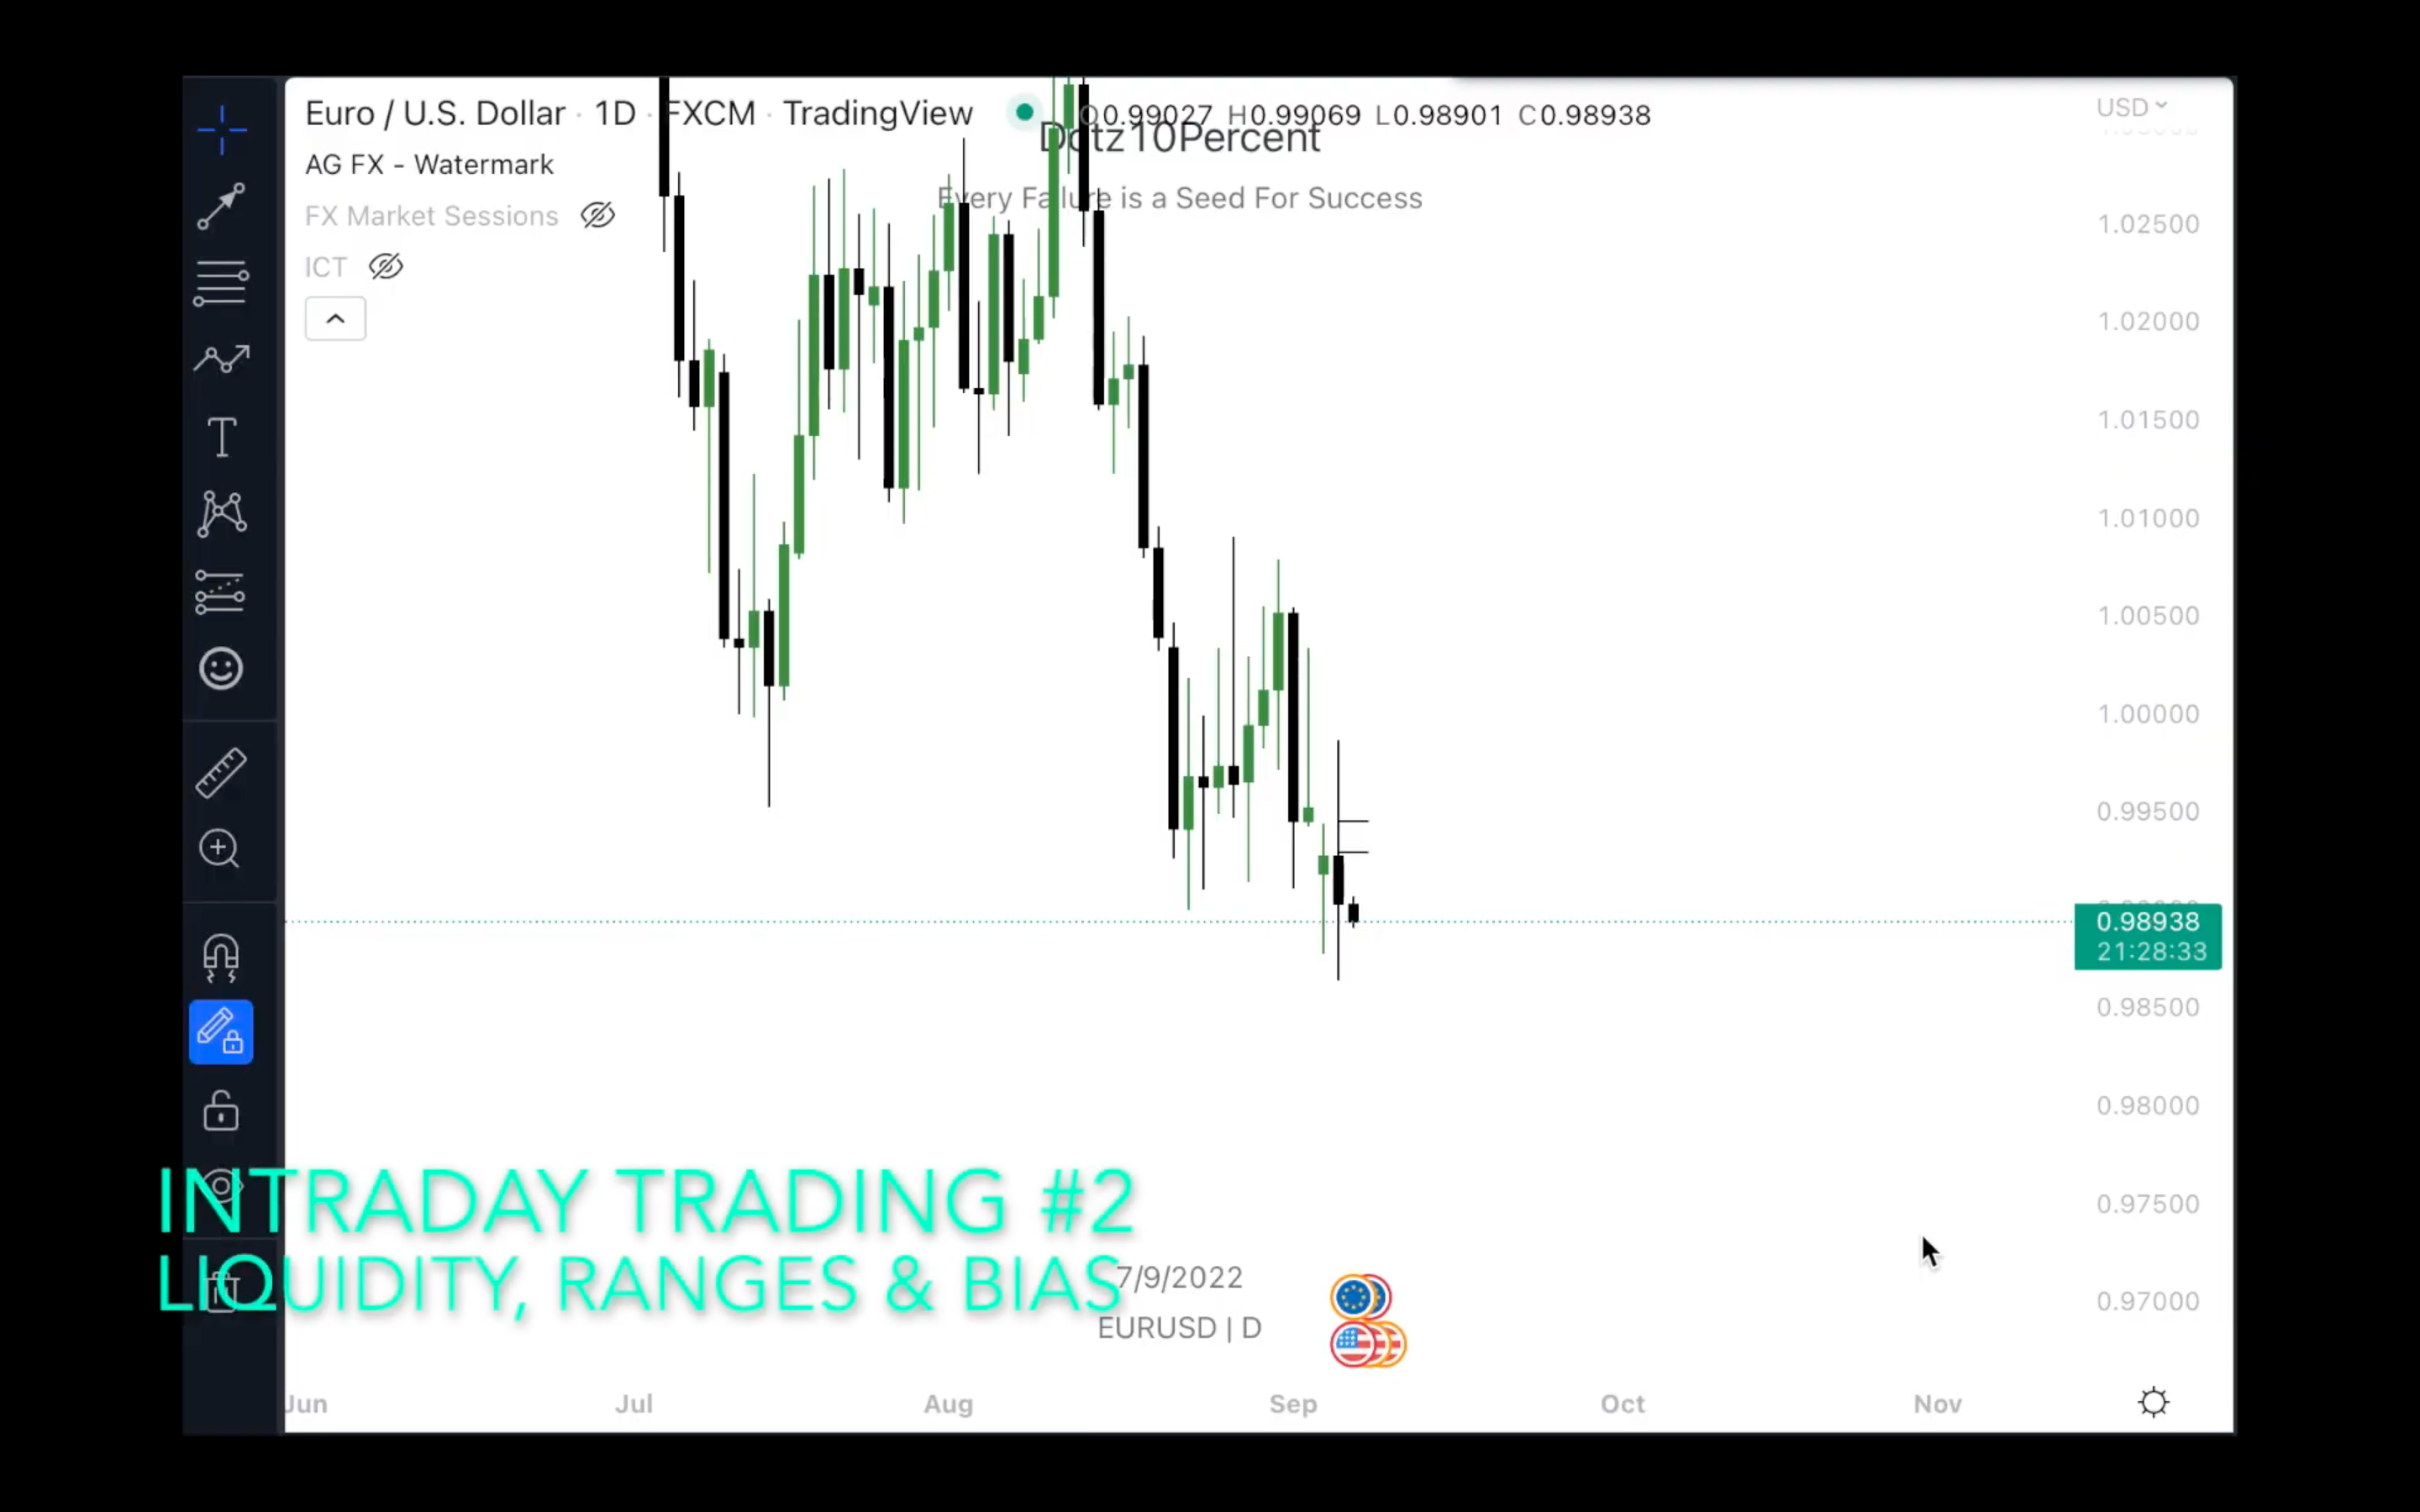 Euro / U.S. Dollar · 1D · FXCM · TradingView O0.99027 H0.99069 L0.98901 C0.98938
USD
Dotz10Percent
AG FX - Watermark
Every Failure is a Seed For Success
FX Market Sessions
ICT
1.02500
1.02000
1.01500
1.01000
1.00500
1.00000
0.99500
0.98938
21:28:33
0.98500
0.98000
0.97500
0.97000
INTRADAY TRADING #2
LIQUIDITY, RANGES & BIAS
7/9/2022
EURUSD | D
Jun Jul Aug Sep Oct Nov